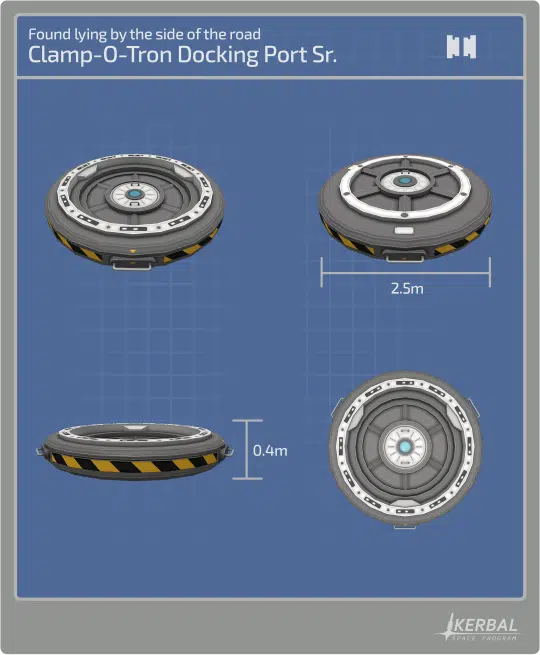 Found lying by the side of the road
Clamp-O-Tron Docking Port Sr.
2.5m
0.4m
KERBAL
SPACE PROGRAM